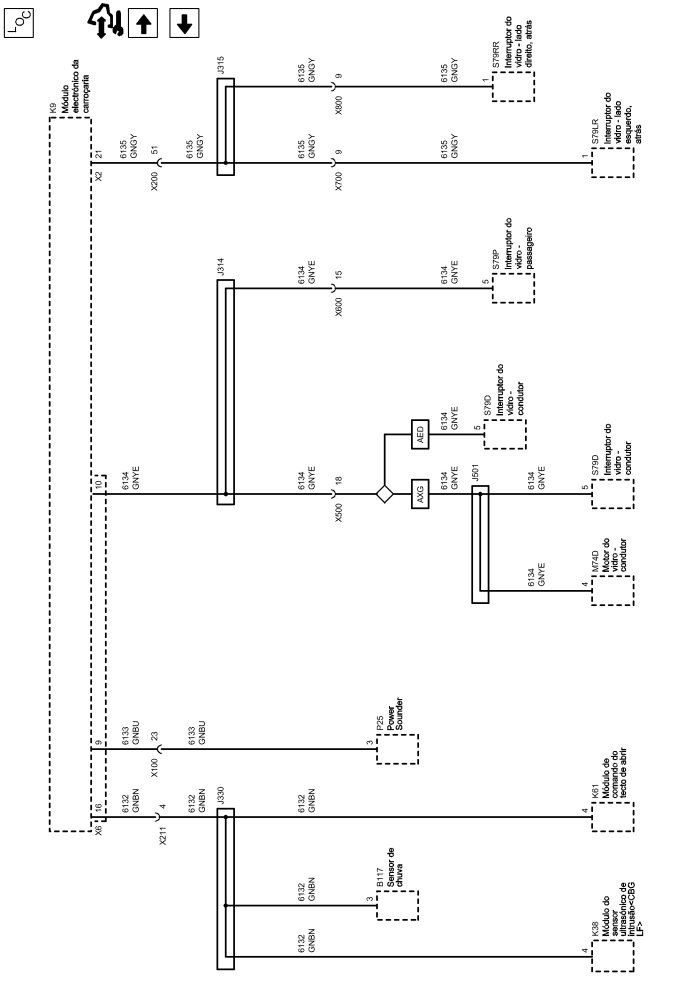 LOC
K9
Módulo
electrónico da
carroçaria
X2
21
6135
GNGY
51
X200
6135
GNGY
J315
6135
GNGY
9
X800
6135
GNGY
1
S79RR
Interruptor do
vidro - lado
direito, atrás
6135
GNGY
9
X700
6135
GNGY
1
S79LR
Interruptor do
vidro - lado
esquerdo,
atrás
10
6134
GNYE
J314
6134
GNYE
15
X600
6134
GNYE
5
S79P
Interruptor do
vidro -
passageiro
6134
GNYE
18
X500
AED
6134
GNYE
5
S79D
Interruptor do
vidro -
condutor
AXG
6134
GNYE
J501
6134
GNYE
5
S79D
Interruptor do
vidro -
condutor
6134
GNYE
4
M74D
Motor do
vidro -
condutor
9
6133
GNBU
23
X100
6133
GNBU
3
P25
Power
Sounder
X6
16
6132
GNBN
4
X211
6132
GNBN
J330
6132
GNBN
4
K61
Módulo de
comando do
tecto de abrir
6132
GNBN
3
B117
Sensor de
chuva
6132
GNBN
4
K38
Módulo do
sensor
ultrasónico de
intrusão<CBG
LF>